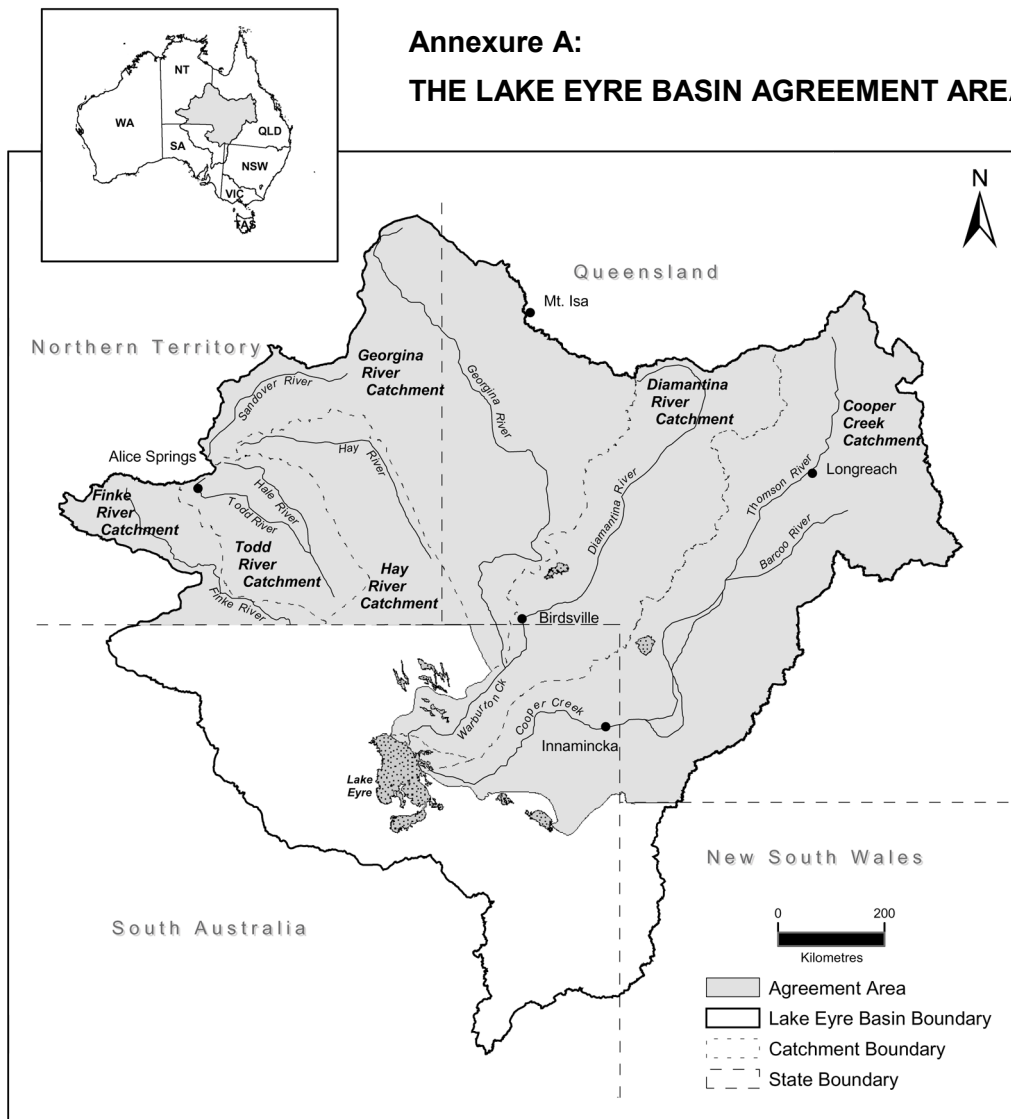 Annexure A:
THE LAKE EYRE BASIN AGREEMENT AREA
NT
WA
QLD
SA
NSW
VIC
TAS
N
Queensland
Mt. Isa
Northern Territory
Georgina
River
Catchment
Sandover River
Georgina River
Diamantina
River
Catchment
Cooper
Creek
Catchment
Hay River
Alice Springs
Longreach
Thomson River
Finke
River
Catchment
Hale River
Todd River
Diamantina River
Barcoo River
Todd
River
Catchment
Hay
River
Catchment
Finke River
Birdsville
Warburton Ck
Cooper Creek
Innamincka
Lake
Eyre
New South Wales
South Australia
0 200
Kilometres
Agreement Area
Lake Eyre Basin Boundary
Catchment Boundary
State Boundary